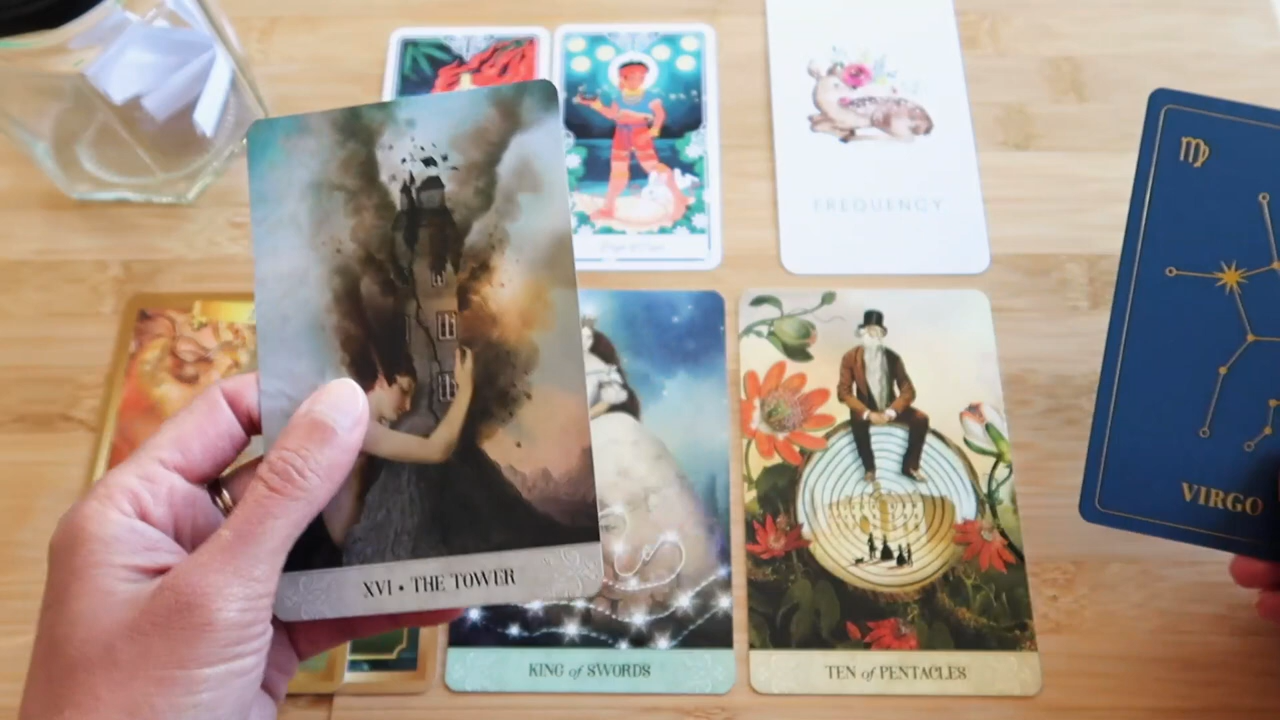 FREQUENCY
♍
VIRGO
XVI • THE TOWER
KING of SWORDS
TEN of PENTACLES